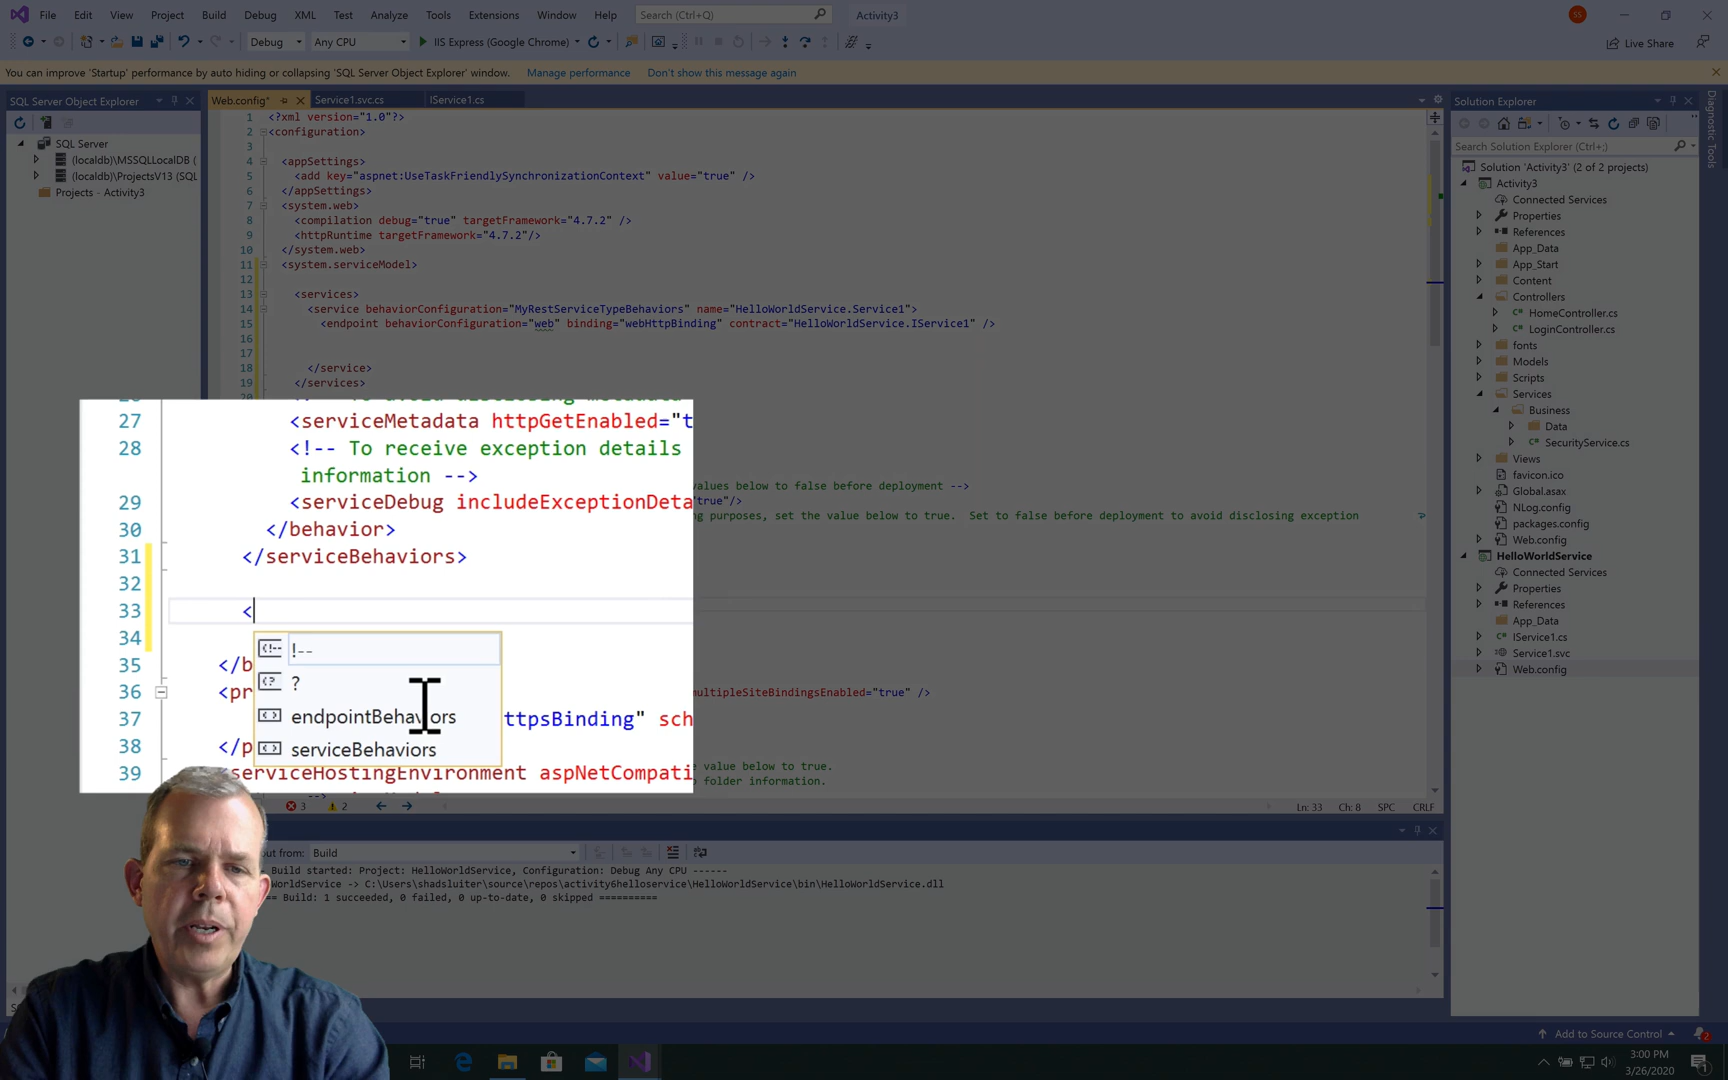 File Edit View Project Build Debug XML Test Analyze Tools Extensions Window Help Search (Ctrl+Q) Activity3 SS
Debug Any CPU IIS Express (Google Chrome) Live Share
You can improve 'Startup' performance by auto hiding or collapsing 'SQL Server Object Explorer' window. Manage performance Don't show this message again
SQL Server Object Explorer
SQL Server
(localdb)\MSSQLLocalDB (
(localdb)\ProjectsV13 (SQL
Projects - Activity3
Web.config* Service1.svc.cs IService1.cs
1 <?xml version="1.0"?>
2 <configuration>
3
4 <appSettings>
5 <add key="aspnet:UseTaskFriendlySynchronizationContext" value="true" />
6 </appSettings>
7 <system.web>
8 <compilation debug="true" targetFramework="4.7.2" />
9 <httpRuntime targetFramework="4.7.2"/>
10 </system.web>
11 <system.serviceModel>
12
13 <services>
14 <service behaviorConfiguration="MyRestServiceTypeBehaviors" name="HelloWorldService.Service1">
15 <endpoint behaviorConfiguration="web" binding="webHttpBinding" contract="HelloWorldService.IService1" />
16
17
18 </service>
19 </services>
27 <serviceMetadata httpGetEnabled="t
28 <!-- To receive exception details
information -->
29 <serviceDebug includeExceptionDeta
30 </behavior>
31 </serviceBehaviors>
32
33 <
34
35 </b
36 <pr
37 ttpsBinding" sch
38 </p
39 <serviceHostingEnvironment aspNetCompati
!--
?
endpointBehaviors
serviceBehaviors
values below to false before deployment -->
"true"/>
ng purposes, set the value below to true. Set to false before deployment to avoid disclosing exception
multipleSiteBindingsEnabled="true" />
e value below to true.
o folder information.
3 2 Ln: 33 Ch: 8 SPC CRLF
put from: Build
Build started: Project: HelloWorldService, Configuration: Debug Any CPU ------
WorldService -> C:\Users\shadsluiter\source\repos\activity6helloservice\HelloWorldService\bin\HelloWorldService.dll
== Build: 1 succeeded, 0 failed, 0 up-to-date, 0 skipped ==========
Solution Explorer
Search Solution Explorer (Ctrl+;)
Solution 'Activity3' (2 of 2 projects)
Activity3
Connected Services
Properties
References
App_Data
App_Start
Content
Controllers
HomeController.cs
LoginController.cs
fonts
Models
Scripts
Services
Business
Data
SecurityService.cs
Views
favicon.ico
Global.asax
NLog.config
packages.config
Web.config
HelloWorldService
Connected Services
Properties
References
App_Data
IService1.cs
Service1.svc
Web.config
Diagnostic Tools
Add to Source Control 2
3:00 PM
3/26/2020
1